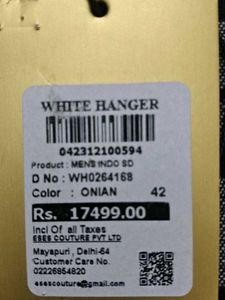 WHITE HANGER
042312100594
Product : MENS INDO SD
D No : WH0264168
Color : ONIAN 42
Rs. 17499.00
Incl Of all Taxes
ESES COUTURE PVT LTD
Mayapuri , Delhi-64
Customer Care No.
02226854820
esescouture@gmail.com